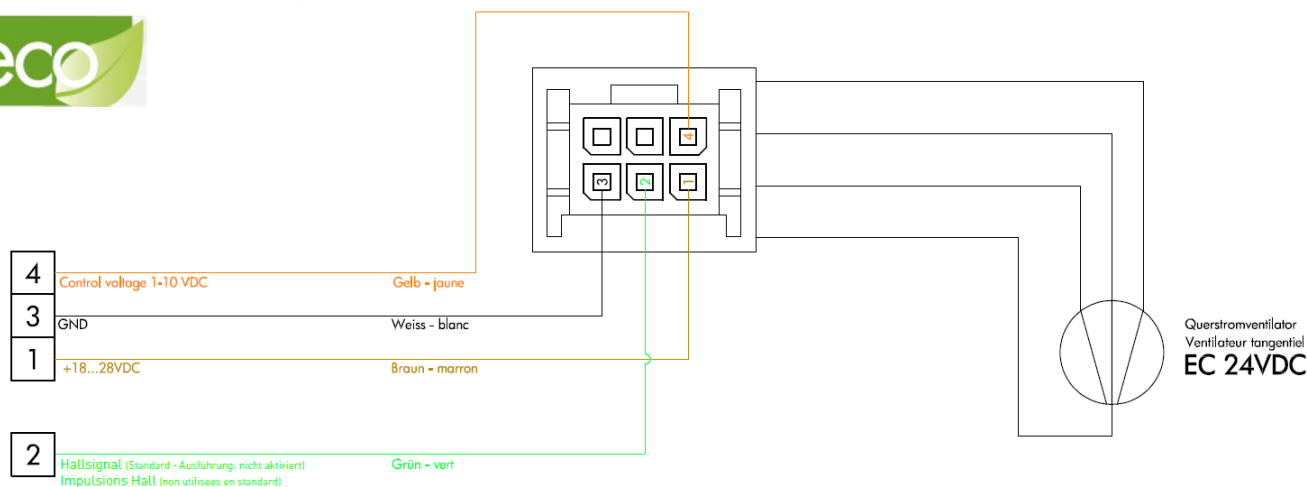 eco
4
3 2 1
4 Control voltage 1-10 VDC Gelb - jaune
3 GND Weiss - blanc
1 +18...28VDC Braun - marron
Querstromventilator
Ventilateur tangentiel
EC 24VDC
2 Hallsignal (Standard - Ausführung: nicht aktiviert) Grün - vert
Impulsions Hall (non utilisees en standard)